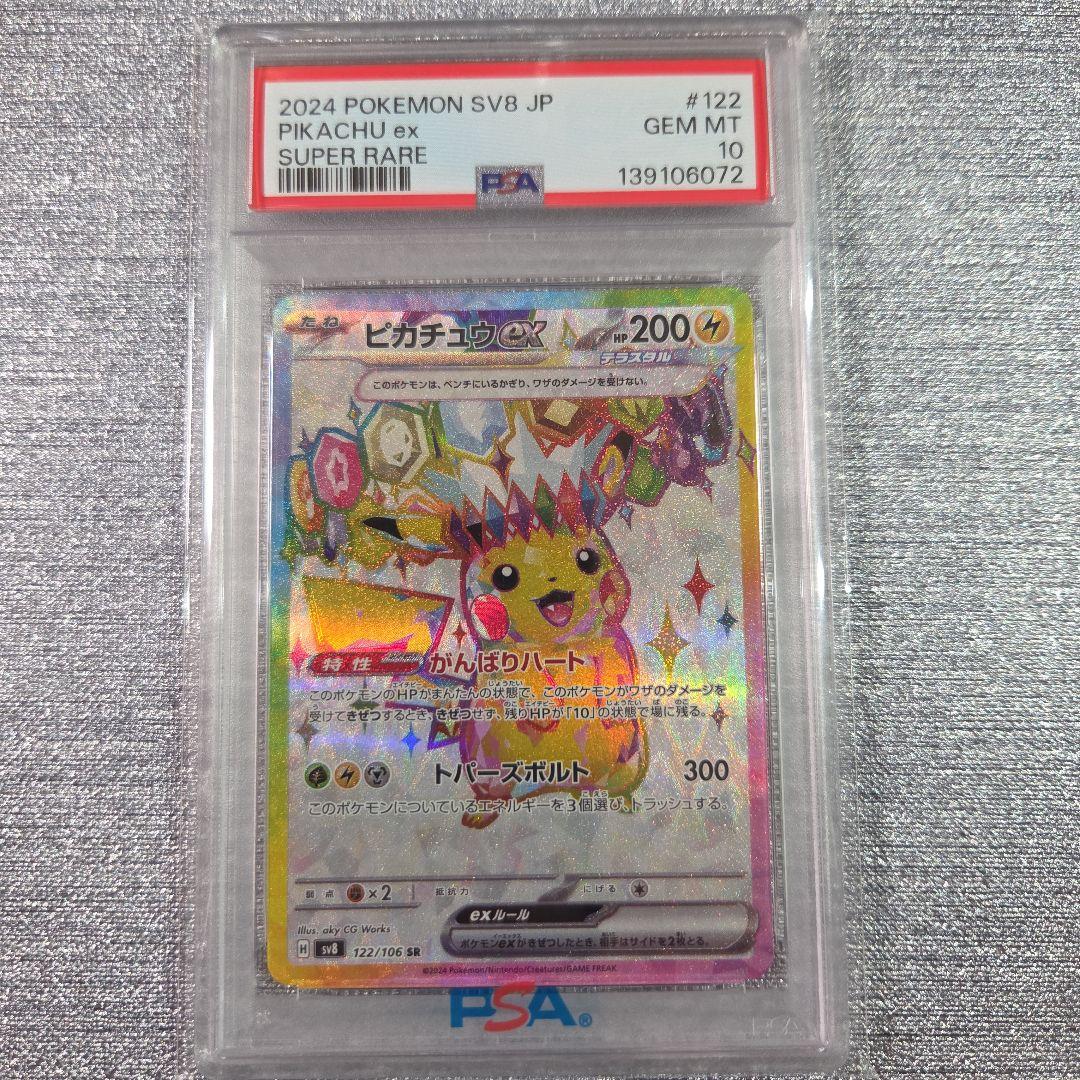 2024 POKEMON SV8 JP #122
PIKACHU ex GEM MT
SUPER RARE 10
PSA 139106072
たね ピカチュウex HP 200
テラスタル
このポケモンは、ベンチにいるかぎり、ワザのダメージを受けない。
特性 がんばりハート
このポケモンのHPがまんたんの状態で、このポケモンがワザのダメージを
受けてきぜつするとき、きぜつせず、残りHPが「10」の状態で場に残る。
トパーズボルト 300
このポケモンについているエネルギーを3個選び、トラッシュする。
弱点 ×2 抵抗力 にげる
exルール
ポケモンexがきぜつしたとき、相手はサイドを2枚とる。
Illus. aky CG Works
H sv8 122/106 SR
©2024 Pokémon/Nintendo/Creatures/GAME FREAK
PSA®